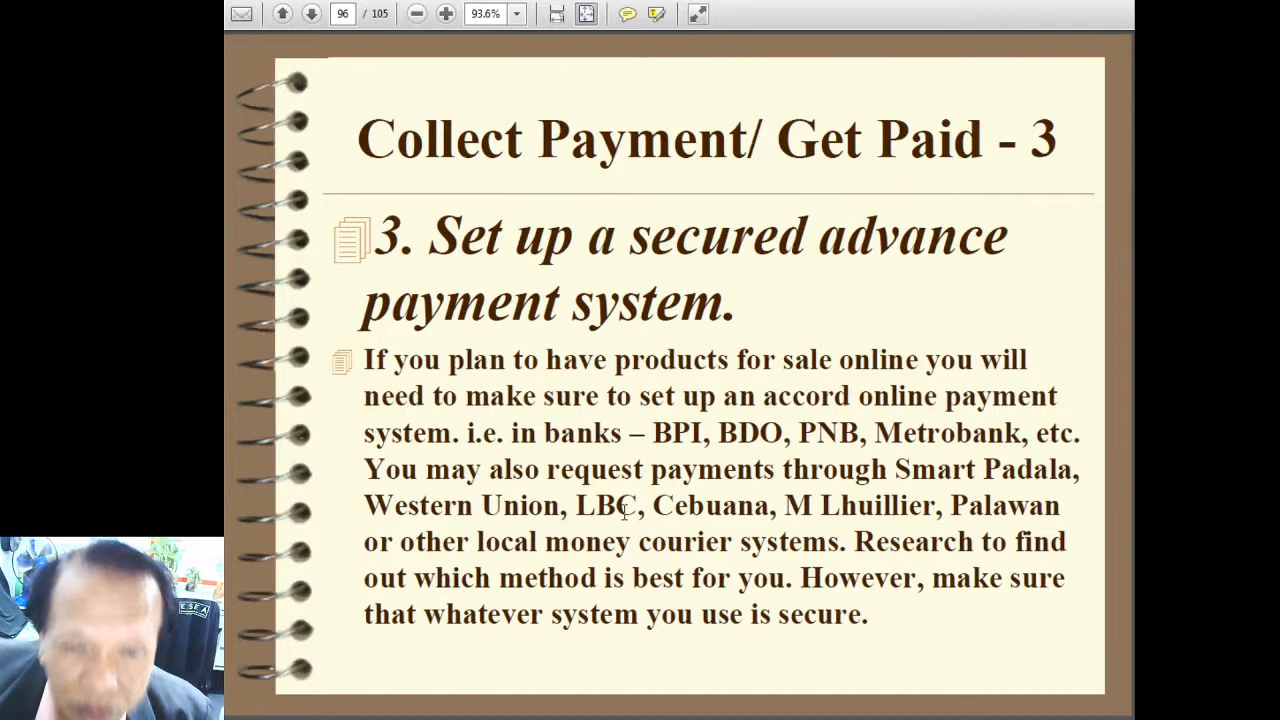 96 / 105 93.6%
Collect Payment/ Get Paid - 3
3. Set up a secured advance
payment system.
If you plan to have products for sale online you will
need to make sure to set up an accord online payment
system. i.e. in banks – BPI, BDO, PNB, Metrobank, etc.
You may also request payments through Smart Padala,
Western Union, LBC, Cebuana, M Lhuillier, Palawan
or other local money courier systems. Research to find
out which method is best for you. However, make sure
that whatever system you use is secure.
ESEA